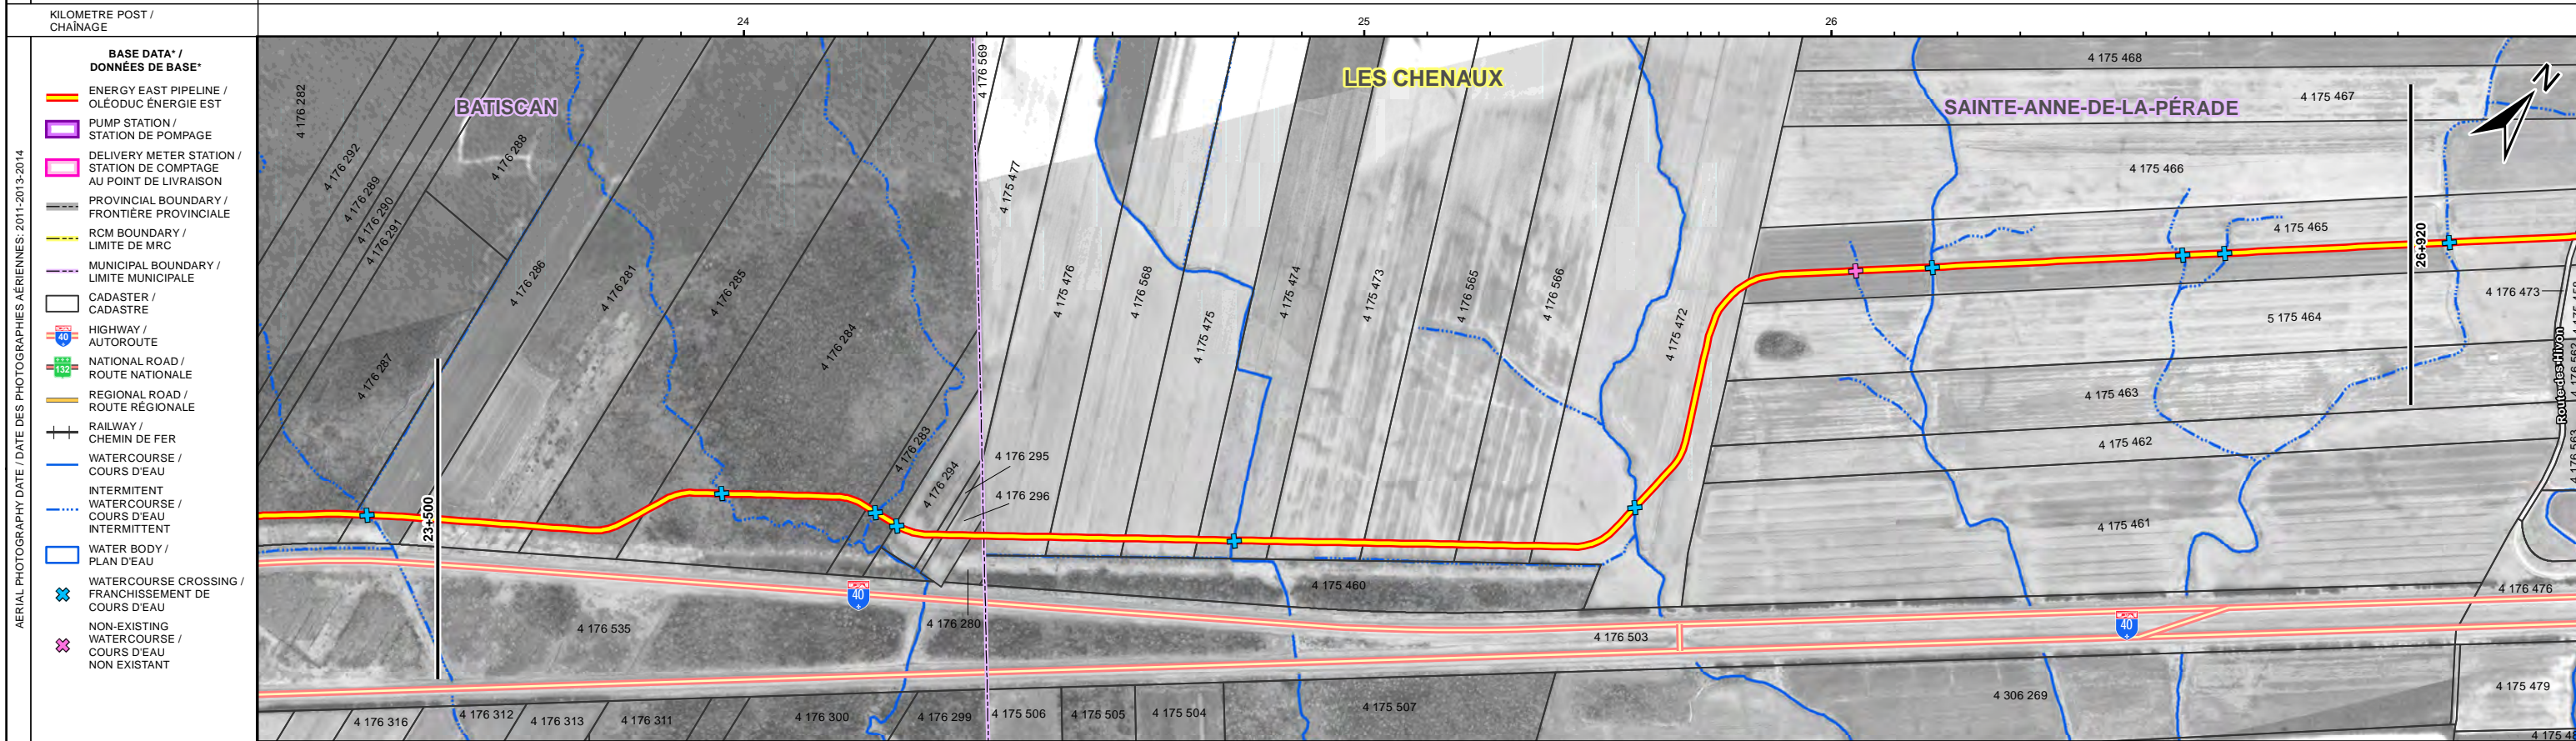 KILOMETRE POST /
CHAÎNAGE
24
25
26
AERIAL PHOTOGRAPHY DATE / DATE DES PHOTOGRAPHIES AÉRIENNES: 2011-2013-2014
BASE DATA* /
DONNÉES DE BASE*
ENERGY EAST PIPELINE /
OLÉODUC ÉNERGIE EST
PUMP STATION /
STATION DE POMPAGE
DELIVERY METER STATION /
STATION DE COMPTAGE
AU POINT DE LIVRAISON
PROVINCIAL BOUNDARY /
FRONTIÈRE PROVINCIALE
RCM BOUNDARY /
LIMITE DE MRC
MUNICIPAL BOUNDARY /
LIMITE MUNICIPALE
CADASTER /
CADASTRE
40
HIGHWAY /
AUTOROUTE
132
NATIONAL ROAD /
ROUTE NATIONALE
REGIONAL ROAD /
ROUTE RÉGIONALE
RAILWAY /
CHEMIN DE FER
WATERCOURSE /
COURS D'EAU
INTERMITENT
WATERCOURSE /
COURS D'EAU
INTERMITTENT
WATER BODY /
PLAN D'EAU
WATERCOURSE CROSSING /
FRANCHISSEMENT DE
COURS D'EAU
NON-EXISTING
WATERCOURSE /
COURS D'EAU
NON EXISTANT
BATISCAN
LES CHENAUX
SAINTE-ANNE-DE-LA-PÉRADE
N
4 176 282
4 176 292
4 176 289
4 176 290
4 176 291
4 176 288
4 176 287
4 176 286
4 176 281
4 176 285
4 176 284
4 176 283
4 176 294
4 176 295
4 176 296
4 176 569
4 175 477
4 175 476
4 176 568
4 175 475
4 175 474
4 175 473
4 176 565
4 176 566
4 175 472
4 175 468
4 175 467
4 175 466
4 175 465
4 176 473
5 175 464
4 175 463
4 175 462
4 175 461
23+500
26+920
Route des Hivon
4 176 562
4 176 563
40
4 175 460
4 176 535
4 176 280
4 176 503
40
4 176 476
4 176 316
4 176 312
4 176 313
4 176 311
4 176 300
4 176 299
4 175 506
4 175 505
4 175 504
4 175 507
4 306 269
4 175 479